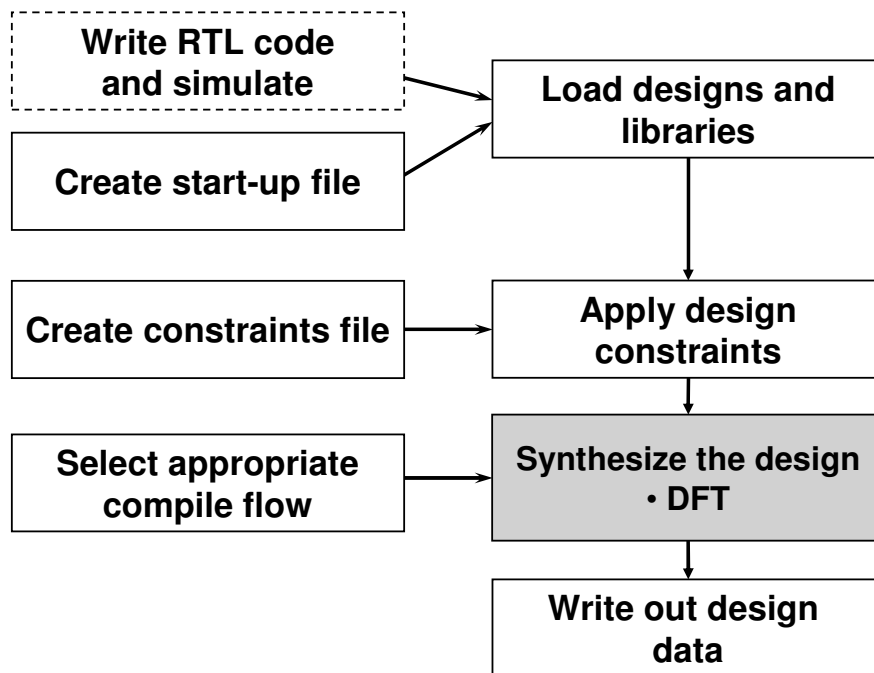 Write RTL code
and simulate
Load designs and
libraries
Create start-up file
Create constraints file
Apply design
constraints
Select appropriate
compile flow
Synthesize the design
• DFT
Write out design
data